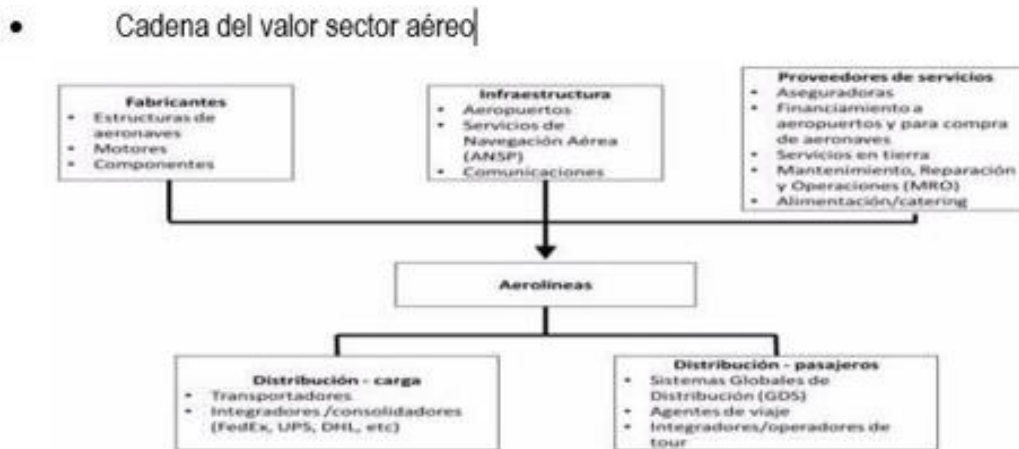 • Cadena del valor sector aéreo
Fabricantes
• Estructuras de
aeronaves
• Motores
• Componentes
Infraestructura
• Aeropuertos
• Servicios de
Navegación Aérea
(ANSP)
• Comunicaciones
Proveedores de servicios
• Aseguradoras
• Financiamiento a
aeropuertos y para compra
de aeronaves
• Servicios en tierra
• Mantenimiento, Reparación
y Operaciones (MRO)
• Alimentación/catering
Aerolíneas
Distribución - carga
• Transportadores
• Integradores /consolidadores
(FedEx, UPS, DHL, etc)
Distribución - pasajeros
• Sistemas Globales de
Distribución (GDS)
• Agentes de viaje
• Integradores/operadores de
tour